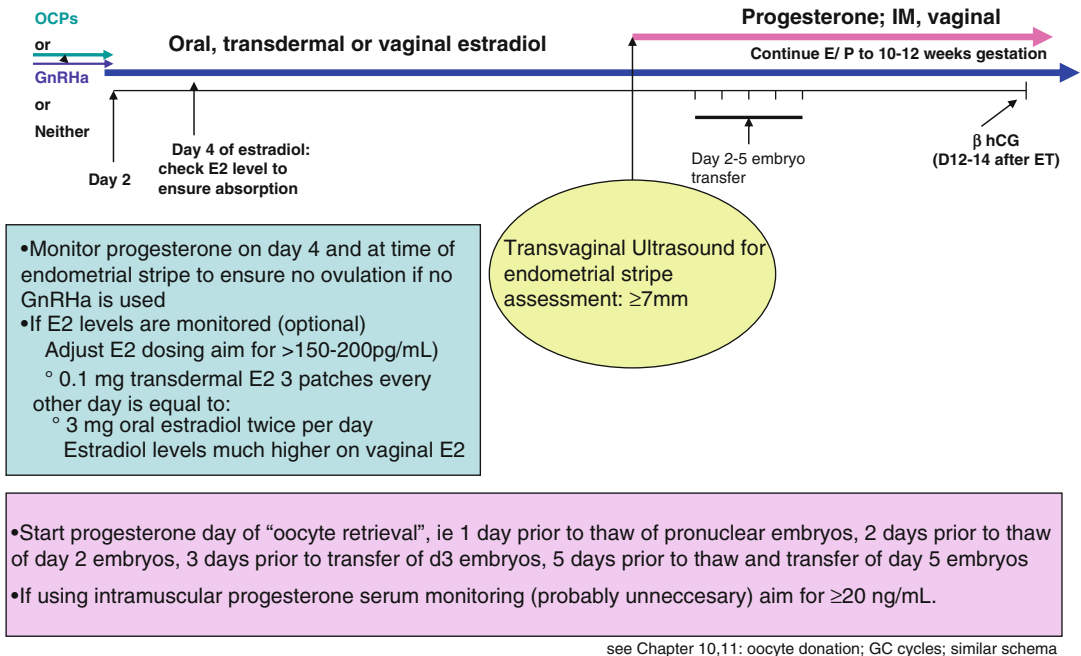 OCPs
or
GnRHa
or
Neither
Oral, transdermal or vaginal estradiol
Progesterone; IM, vaginal
Continue E/ P to 10-12 weeks gestation
Day 2
Day 4 of estradiol:
check E2 level to
ensure absorption
Day 2-5 embryo
transfer
β hCG
(D12-14 after ET)
•Monitor progesterone on day 4 and at time of
endometrial stripe to ensure no ovulation if no
GnRHa is used
•If E2 levels are monitored (optional)
Adjust E2 dosing aim for >150-200pg/mL)
° 0.1 mg transdermal E2 3 patches every
other day is equal to:
° 3 mg oral estradiol twice per day
Estradiol levels much higher on vaginal E2
Transvaginal Ultrasound for
endometrial stripe
assessment: ≥7mm
•Start progesterone day of “oocyte retrieval”, ie 1 day prior to thaw of pronuclear embryos, 2 days prior to thaw
of day 2 embryos, 3 days prior to transfer of d3 embryos, 5 days prior to thaw and transfer of day 5 embryos
•If using intramuscular progesterone serum monitoring (probably unneccesary) aim for ≥20 ng/mL.
see Chapter 10,11: oocyte donation; GC cycles; similar schema